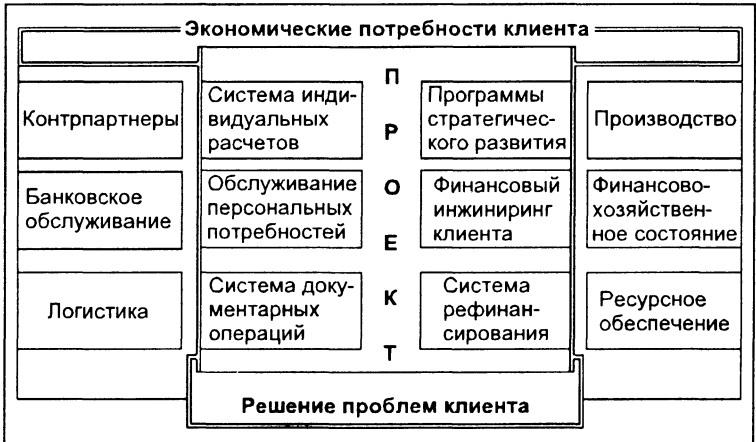 Экономические потребности клиента
Контрпартнеры
Банковское
обслуживание
Логистика
Система инди-
видуальных
расчетов
Обслуживание
персональных
потребностей
Система доку-
ментарных
операций
П
Р
О
Е
К
Т
Программы
стратегичес-
кого развития
Финансовый
инжиниринг
клиента
Система
рефинан-
сирования
Производство
Финансово-
хозяйствен-
ное состояние
Ресурсное
обеспечение
Решение проблем клиента